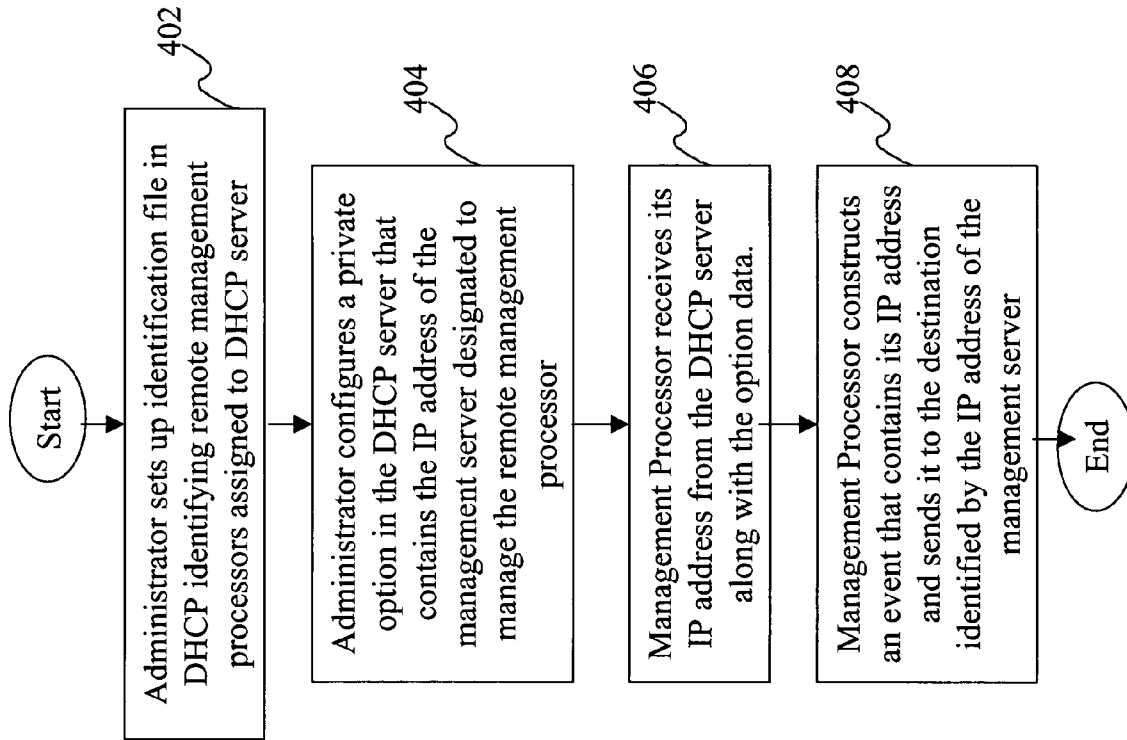 Start
Administrator sets up identification file in
DHCP identifying remote management
processors assigned to DHCP server
402
Administrator configures a private
option in the DHCP server that
contains the IP address of the
management server designated to
manage the remote management
processor
404
Management Processor receives its
IP address from the DHCP server
along with the option data.
406
Management Processor constructs
an event that contains its IP address
and sends it to the destination
identified by the IP address of the
management server
408
End